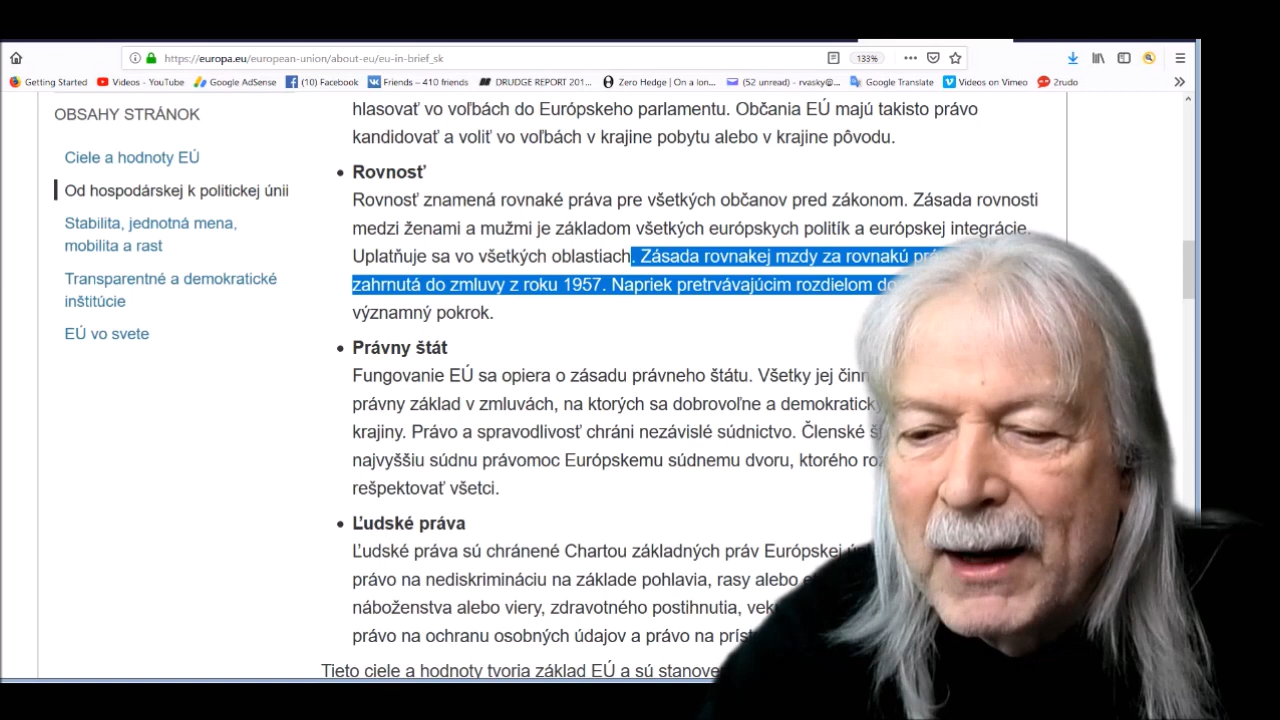 https://europa.eu/european-union/about-eu/eu-in-brief_sk
133%
Getting Started
Videos - YouTube
Google AdSense
(10) Facebook
Friends – 410 friends
DRUDGE REPORT 201...
Zero Hedge | On a lon...
(52 unread) - rvasky@...
Google Translate
Videos on Vimeo
2rudo
OBSAHY STRÁNOK
Ciele a hodnoty EÚ
Od hospodárskej k politickej únii
Stabilita, jednotná mena,
mobilita a rast
Transparentné a demokratické
inštitúcie
EÚ vo svete
hlasovať vo voľbách do Európskeho parlamentu. Občania EÚ majú takisto právo
kandidovať a voliť vo voľbách v krajine pobytu alebo v krajine pôvodu.
Rovnosť
Rovnosť znamená rovnaké práva pre všetkých občanov pred zákonom. Zásada rovnosti
medzi ženami a mužmi je základom všetkých európskych politík a európskej integrácie.
Uplatňuje sa vo všetkých oblastiach. Zásada rovnakej mzdy za rovnakú
zahrnutá do zmluvy z roku 1957. Napriek pretrvávajúcim rozdielom
významný pokrok.
Právny štát
Fungovanie EÚ sa opiera o zásadu právneho štátu. Všetky jej
právny základ v zmluvách, na ktorých sa dobrovoľne a
krajiny. Právo a spravodlivosť chráni nezávislé súdnictvo. Členské
najvyššiu súdnu právomoc Európskemu súdnemu dvoru, ktorého
rešpektovať všetci.
Ľudské práva
Ľudské práva sú chránené Chartou základných práv Európskej
právo na nediskrimináciu na základe pohlavia, rasy alebo
náboženstva alebo viery, zdravotného postihnutia,
právo na ochranu osobných údajov a právo na
Tieto ciele a hodnoty tvoria základ EÚ a sú